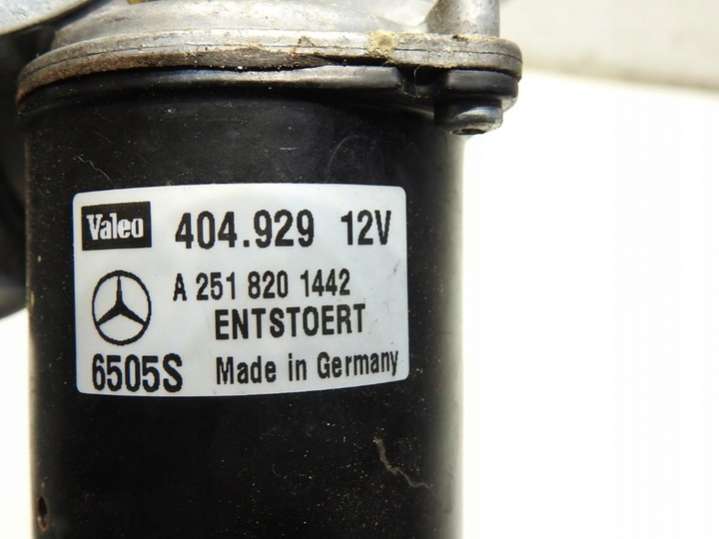 Valeo 404.929 12V
A 251 820 1442
ENTSTOERT
6505S Made in Germany